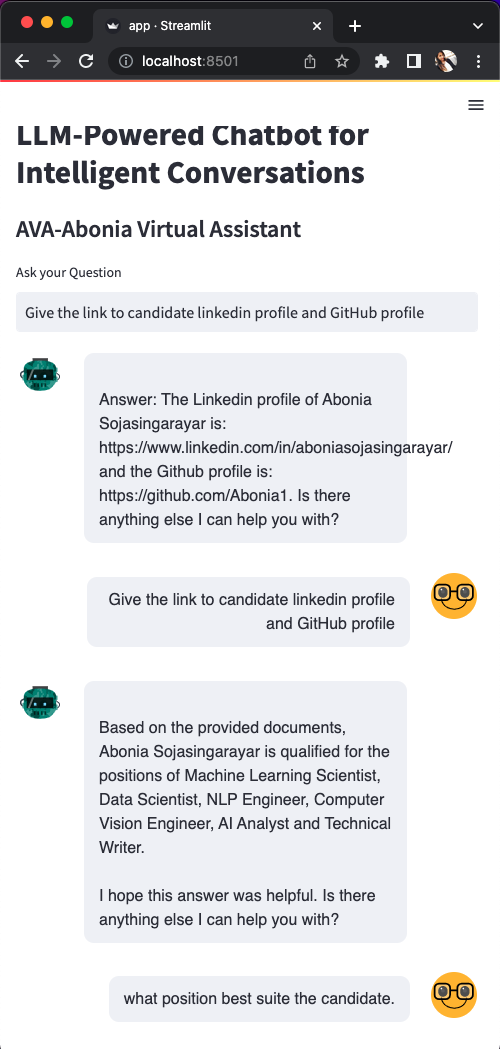 app · Streamlit
localhost:8501
LLM-Powered Chatbot for
Intelligent Conversations
AVA-Abonia Virtual Assistant
Ask your Question
Give the link to candidate linkedin profile and GitHub profile
Answer: The Linkedin profile of Abonia
Sojasingarayar is:
https://www.linkedin.com/in/aboniasojasingarayar/
and the Github profile is:
https://github.com/Abonia1. Is there
anything else I can help you with?
Give the link to candidate linkedin profile
and GitHub profile
Based on the provided documents,
Abonia Sojasingarayar is qualified for the
positions of Machine Learning Scientist,
Data Scientist, NLP Engineer, Computer
Vision Engineer, AI Analyst and Technical
Writer.
I hope this answer was helpful. Is there
anything else I can help you with?
what position best suite the candidate.